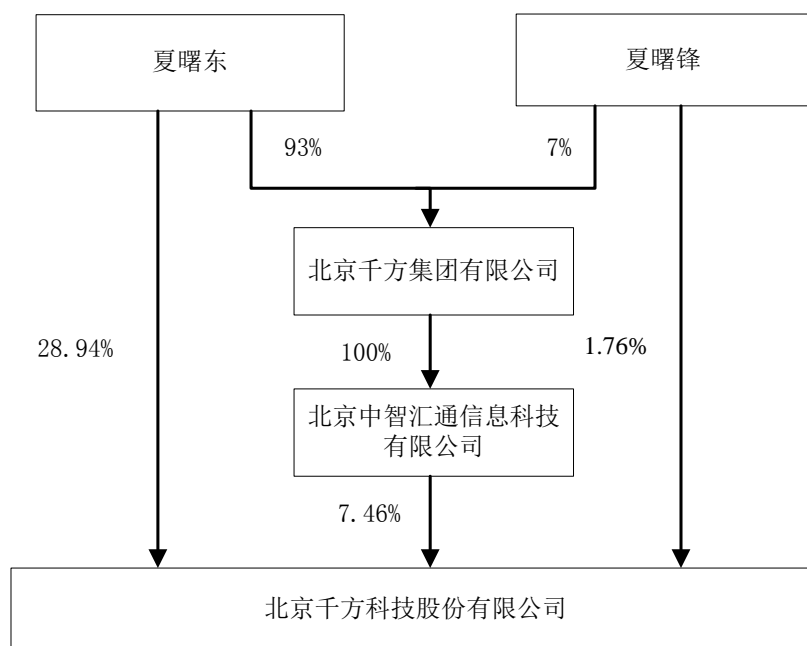 夏曙东
夏曙锋
93%
7%
北京千方集团有限公司
28.94%
100%
1.76%
北京中智汇通信息科技
有限公司
7.46%
北京千方科技股份有限公司